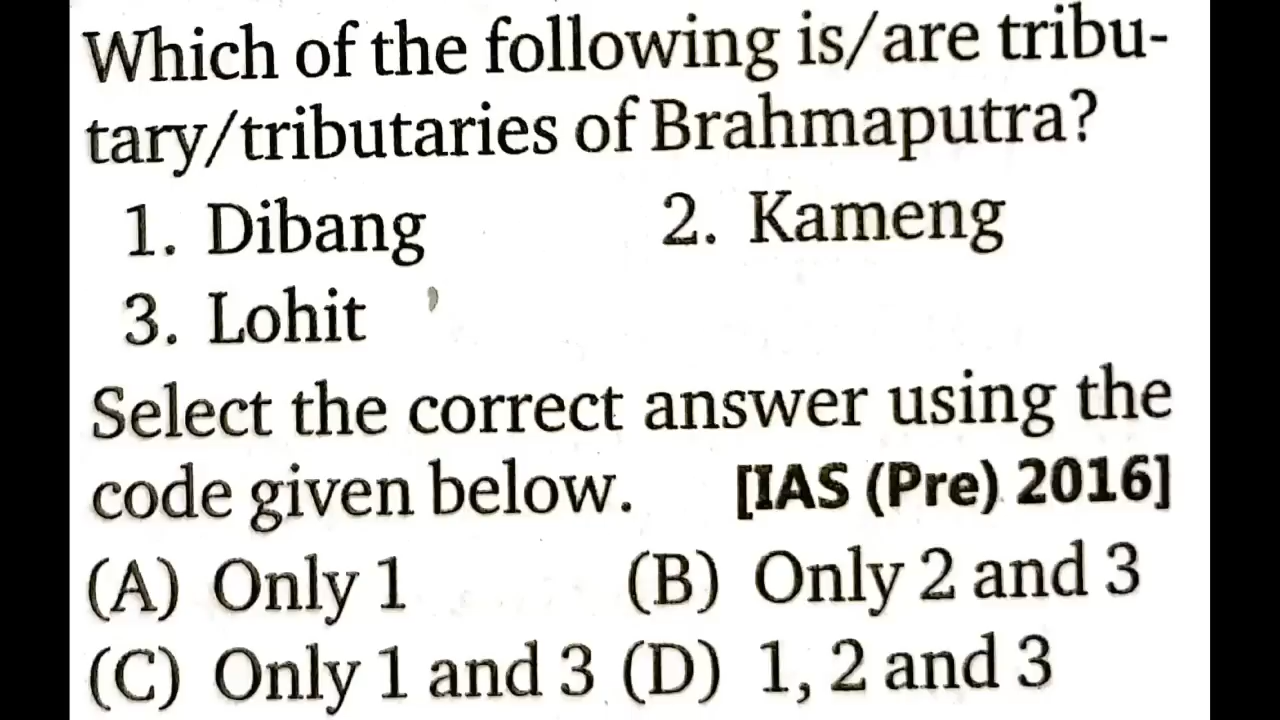 Which of the following is/are tribu-
tary/tributaries of Brahmaputra?
1. Dibang 2. Kameng
3. Lohit
Select the correct answer using the
code given below. [IAS (Pre) 2016]
(A) Only 1 (B) Only 2 and 3
(C) Only 1 and 3 (D) 1, 2 and 3